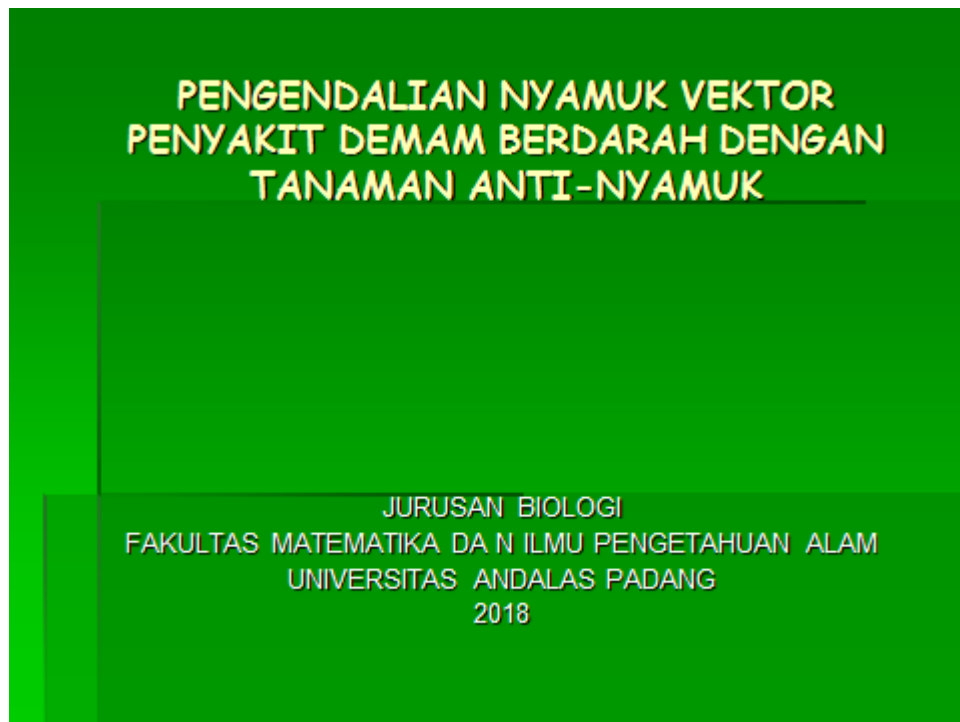 PENGENDALIAN NYAMUK VEKTOR
PENYAKIT DEMAM BERDARAH DENGAN
TANAMAN ANTI-NYAMUK
JURUSAN BIOLOGI
FAKULTAS MATEMATIKA DA N ILMU PENGETAHUAN ALAM
UNIVERSITAS ANDALAS PADANG
2018